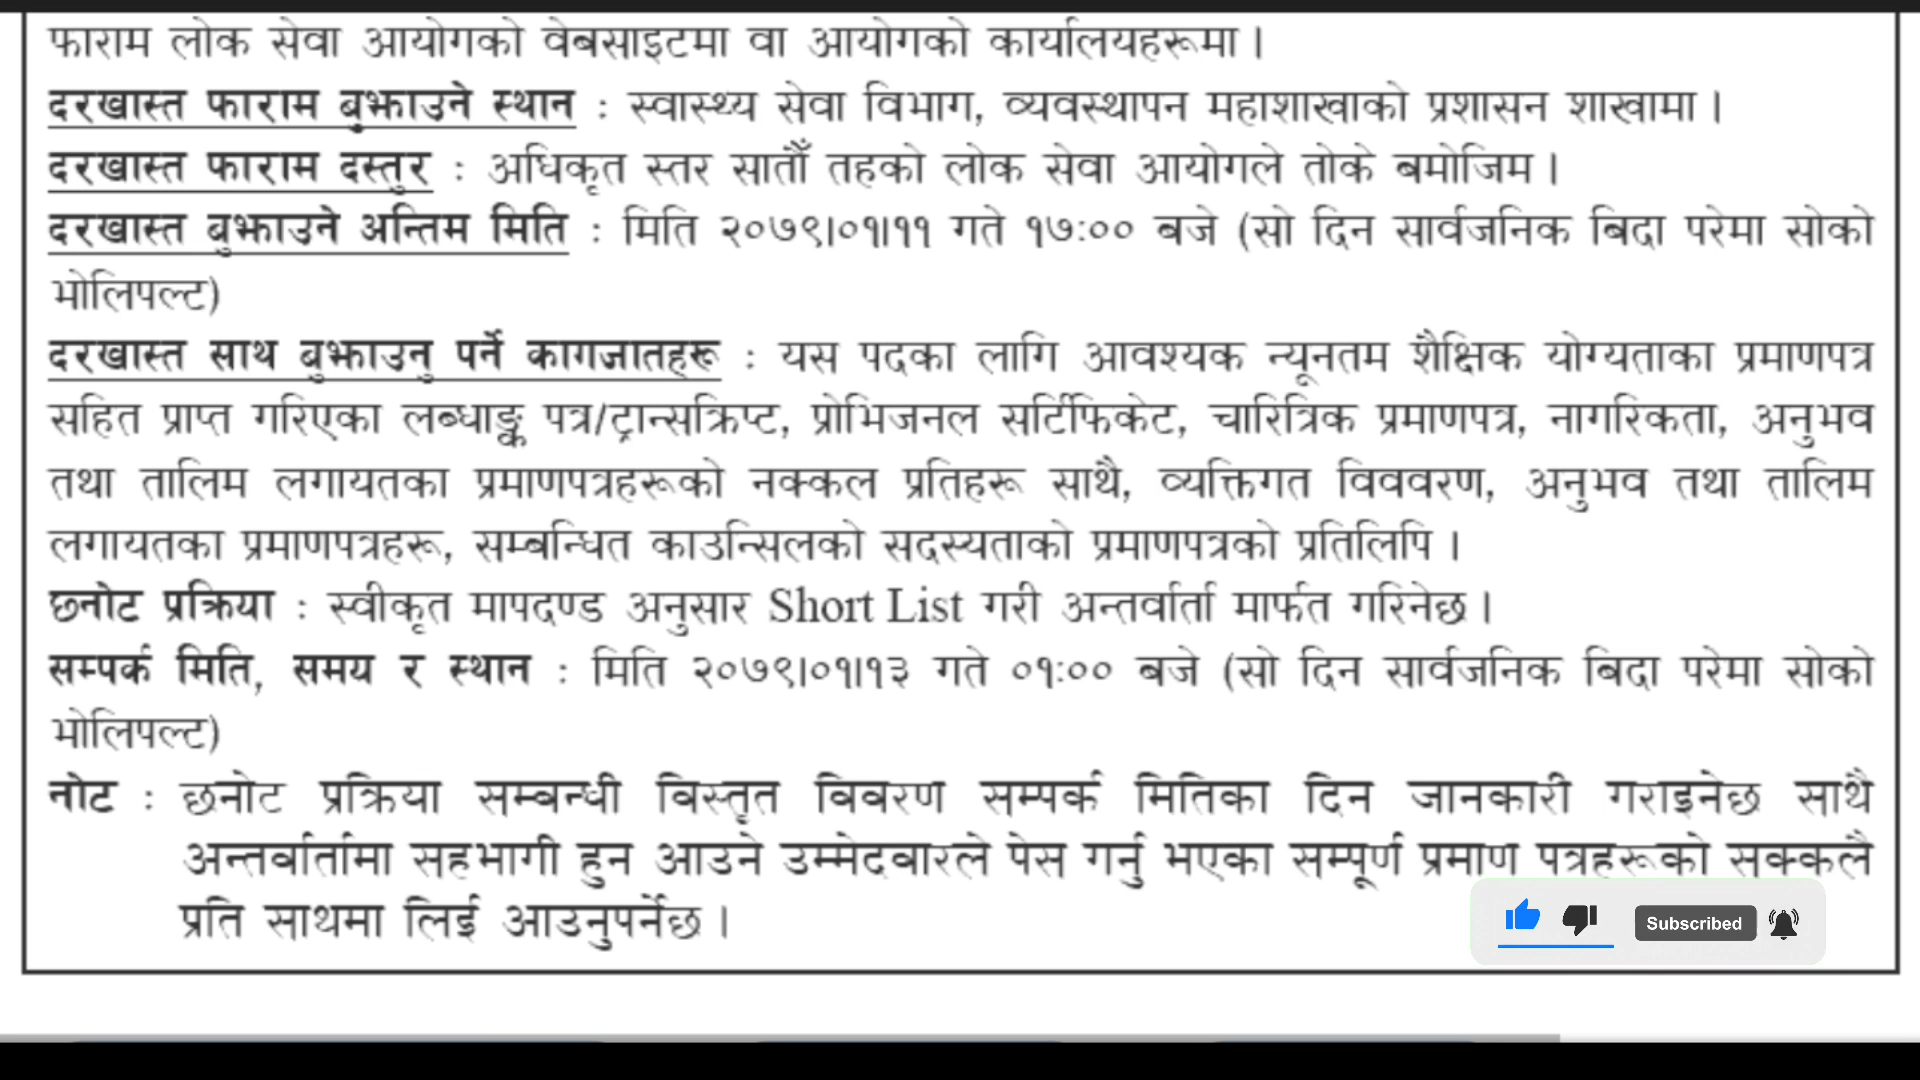 फाराम लोक सेवा आयोगको वेबसाइटमा वा आयोगको कार्यालयहरूमा ।
दरखास्त फाराम बुझाउने स्थान : स्वास्थ्य सेवा विभाग, व्यवस्थापन महाशाखाको प्रशासन शाखामा ।
दरखास्त फाराम दस्तुर : अधिकृत स्तर सातौँ तहको लोक सेवा आयोगले तोके बमोजिम ।
दरखास्त बुझाउने अन्तिम मिति : मिति २०७९।०१।११ गते १७:०० बजे (सो दिन सार्वजनिक बिदा परेमा सोको
भोलिपल्ट)
दरखास्त साथ बुझाउनु पर्ने कागजातहरू : यस पदका लागि आवश्यक न्यूनतम शैक्षिक योग्यताका प्रमाणपत्र
सहित प्राप्त गरिएका लब्धाङ्क पत्र/ट्रान्सक्रिप्ट, प्रोभिजनल सर्टिफिकेट, चारित्रिक प्रमाणपत्र, नागरिकता, अनुभव
तथा तालिम लगायतका प्रमाणपत्रहरूको नक्कल प्रतिहरू साथै, व्यक्तिगत विववरण, अनुभव तथा तालिम
लगायतका प्रमाणपत्रहरू, सम्बन्धित काउन्सिलको सदस्यताको प्रमाणपत्रको प्रतिलिपि ।
छनोट प्रक्रिया : स्वीकृत मापदण्ड अनुसार Short List गरी अन्तर्वार्ता मार्फत गरिनेछ ।
सम्पर्क मिति, समय र स्थान : मिति २०७९।०१।१३ गते ०१:०० बजे (सो दिन सार्वजनिक बिदा परेमा सोको
भोलिपल्ट)
नोट : छनोट प्रक्रिया सम्बन्धी विस्तृत विवरण सम्पर्क मितिका दिन जानकारी गराइनेछ साथै
अन्तर्वार्तामा सहभागी हुन आउने उम्मेदवारले पेस गर्नु भएका सम्पूर्ण प्रमाण पत्रहरूको सक्कलै
प्रति साथमा लिई आउनुपर्नेछ ।
Subscribed